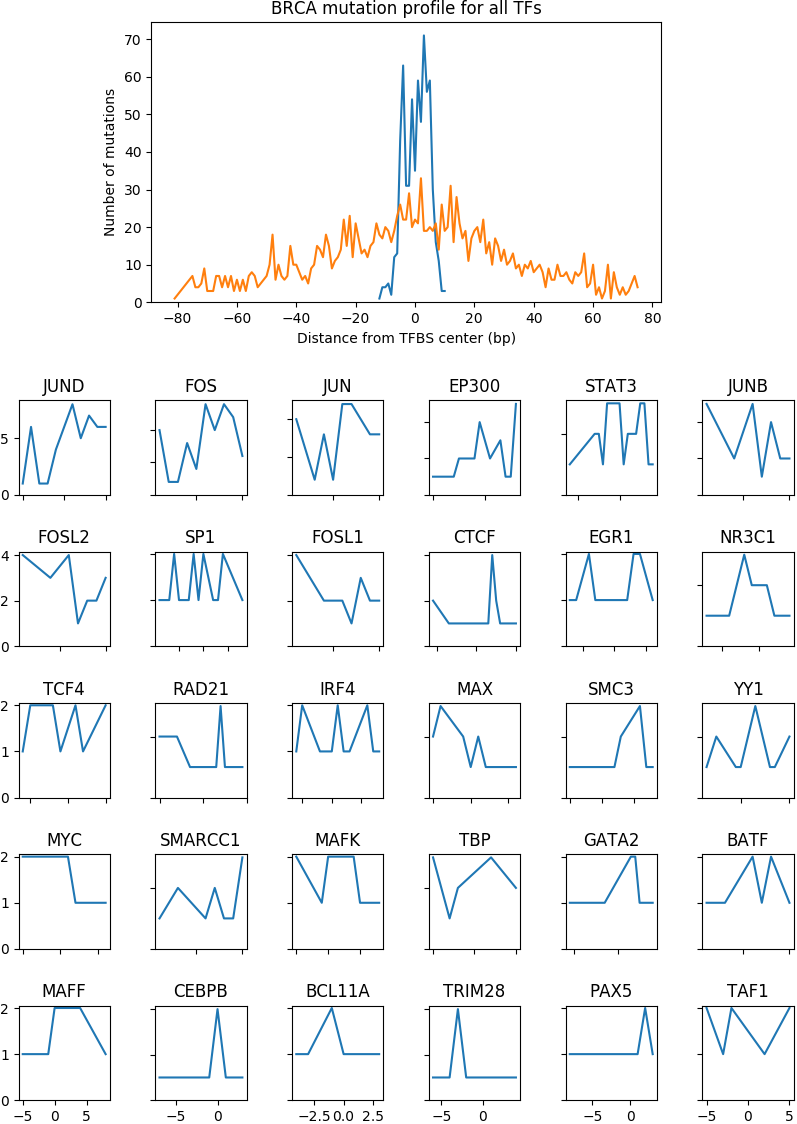 BRCA mutation profile for all TFs
70
60
50
40
30
20
10
0
Number of mutations
−80 −60 −40 −20 0 20 40 60 80
Distance from TFBS center (bp)
JUND FOS JUN EP300 STAT3 JUNB
5
0
FOSL2 SP1 FOSL1 CTCF EGR1 NR3C1
4
2
0
TCF4 RAD21 IRF4 MAX SMC3 YY1
2
1
0
MYC SMARCC1 MAFK TBP GATA2 BATF
2
1
0
MAFF CEBPB BCL11A TRIM28 PAX5 TAF1
2
1
0
−5 0 5 −5 0 −2.5 0.0 2.5 −5 0 −5 0 −5 0 5